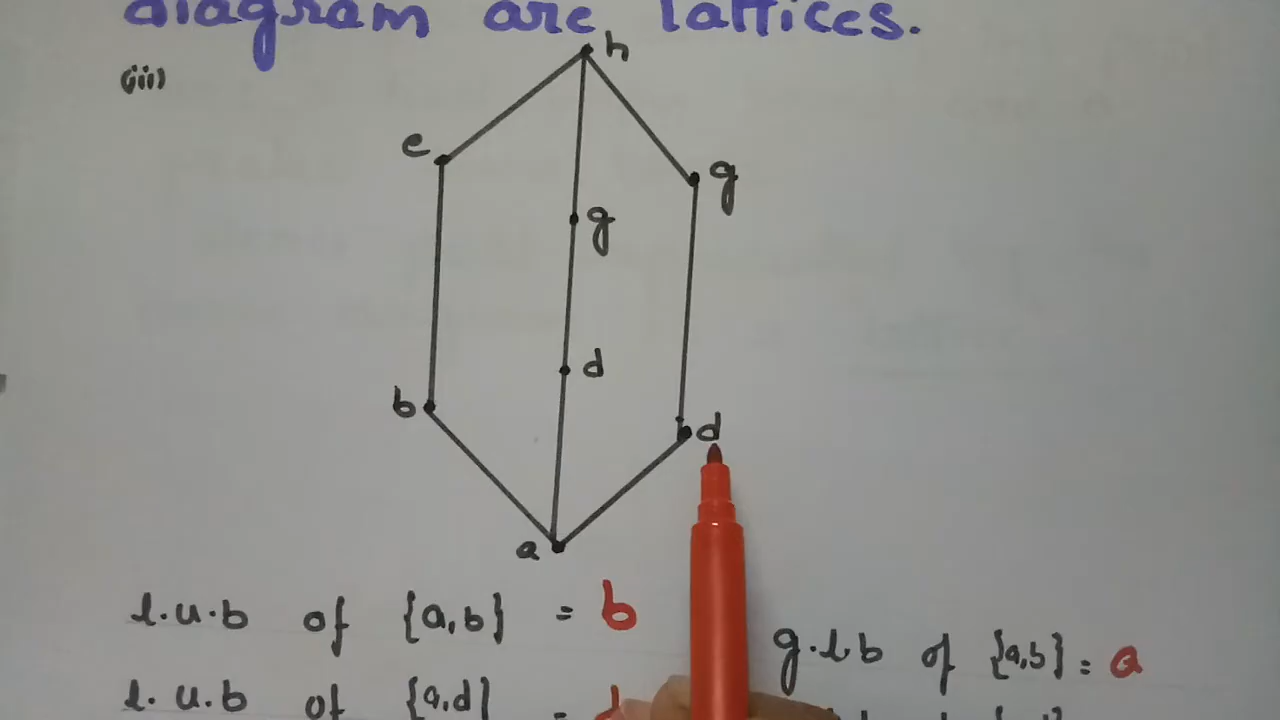 diagram are lattices.
(iii)
h
e
g
g
d
b
d
a
l.u.b of {a,b} = b
g.l.b of {a,b} = a
l.u.b of {a,d} =